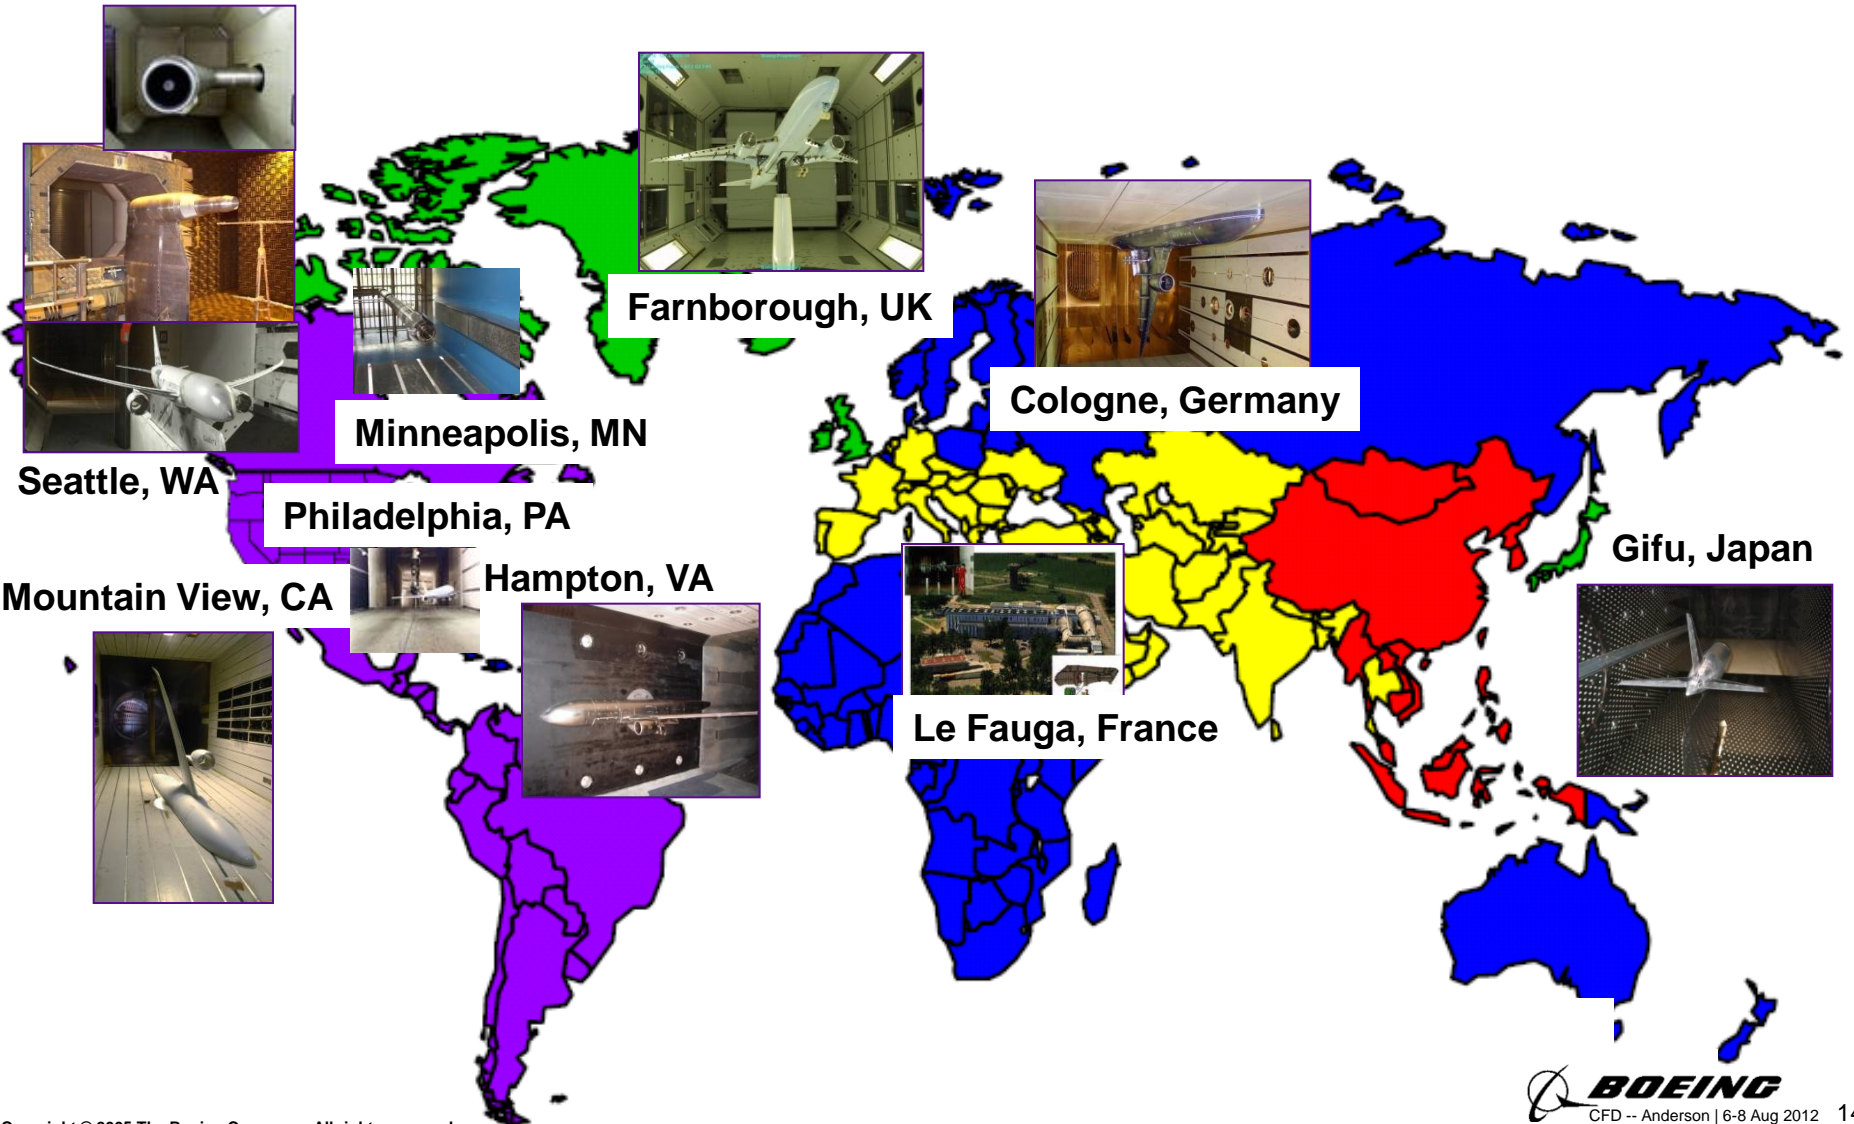 Farnborough, UK
Cologne, Germany
Minneapolis, MN
Seattle, WA
Philadelphia, PA
Gifu, Japan
Mountain View, CA
Hampton, VA
Le Fauga, France
BOEING
CFD -- Anderson | 6-8 Aug 2012